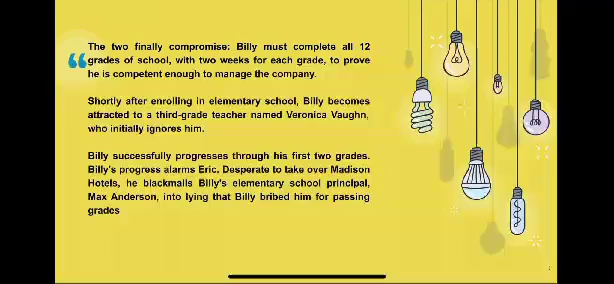 The two finally compromise: Billy must complete all 12
grades of school, with two weeks for each grade, to prove
he is competent enough to manage the company.
Shortly after enrolling in elementary school, Billy becomes
attracted to a third-grade teacher named Veronica Vaughn,
who initially ignores him.
Billy successfully progresses through his first two grades.
Billy's progress alarms Eric. Desperate to take over Madison
Hotels, he blackmails Billy's elementary school principal,
Max Anderson, into lying that Billy bribed him for passing
grades